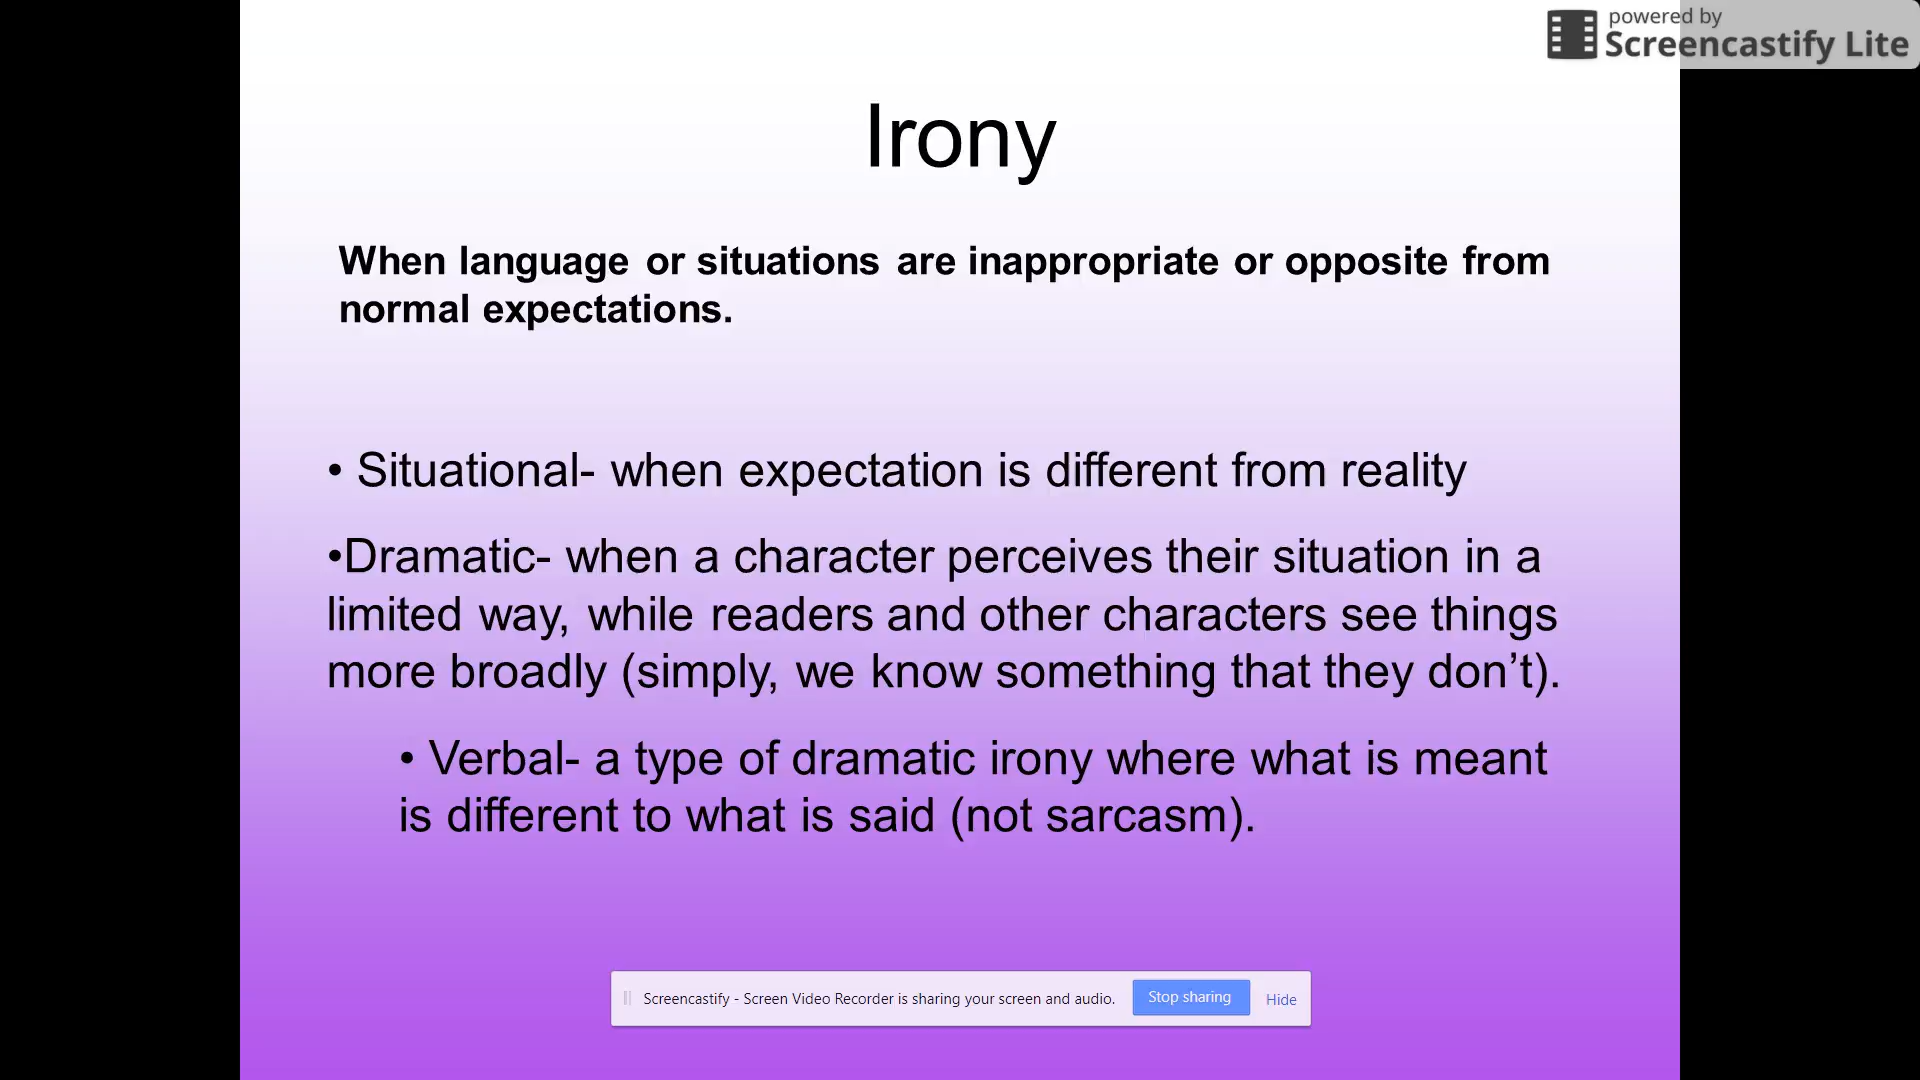 powered by
Screencastify Lite
Irony
When language or situations are inappropriate or opposite from
normal expectations.
• Situational- when expectation is different from reality
•Dramatic- when a character perceives their situation in a
limited way, while readers and other characters see things
more broadly (simply, we know something that they don’t).
• Verbal- a type of dramatic irony where what is meant
is different to what is said (not sarcasm).
Screencastify - Screen Video Recorder is sharing your screen and audio. Stop sharing Hide